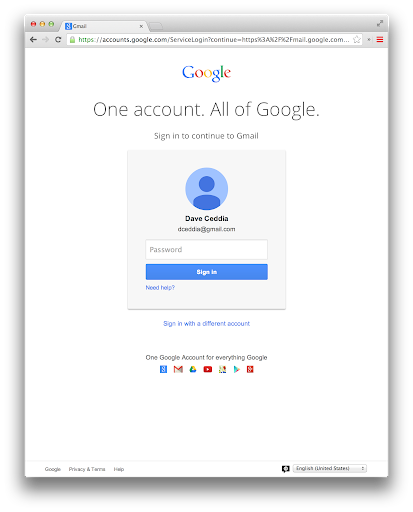 Gmail
https://accounts.google.com/ServiceLogin?continue=https%3A%2F%2Fmail.google.com...
Google
One account. All of Google.
Sign in to continue to Gmail
Dave Ceddia
dceddia@gmail.com
Password
Sign in
Need help?
Sign in with a different account
One Google Account for everything Google
Google Privacy & Terms Help English (United States)